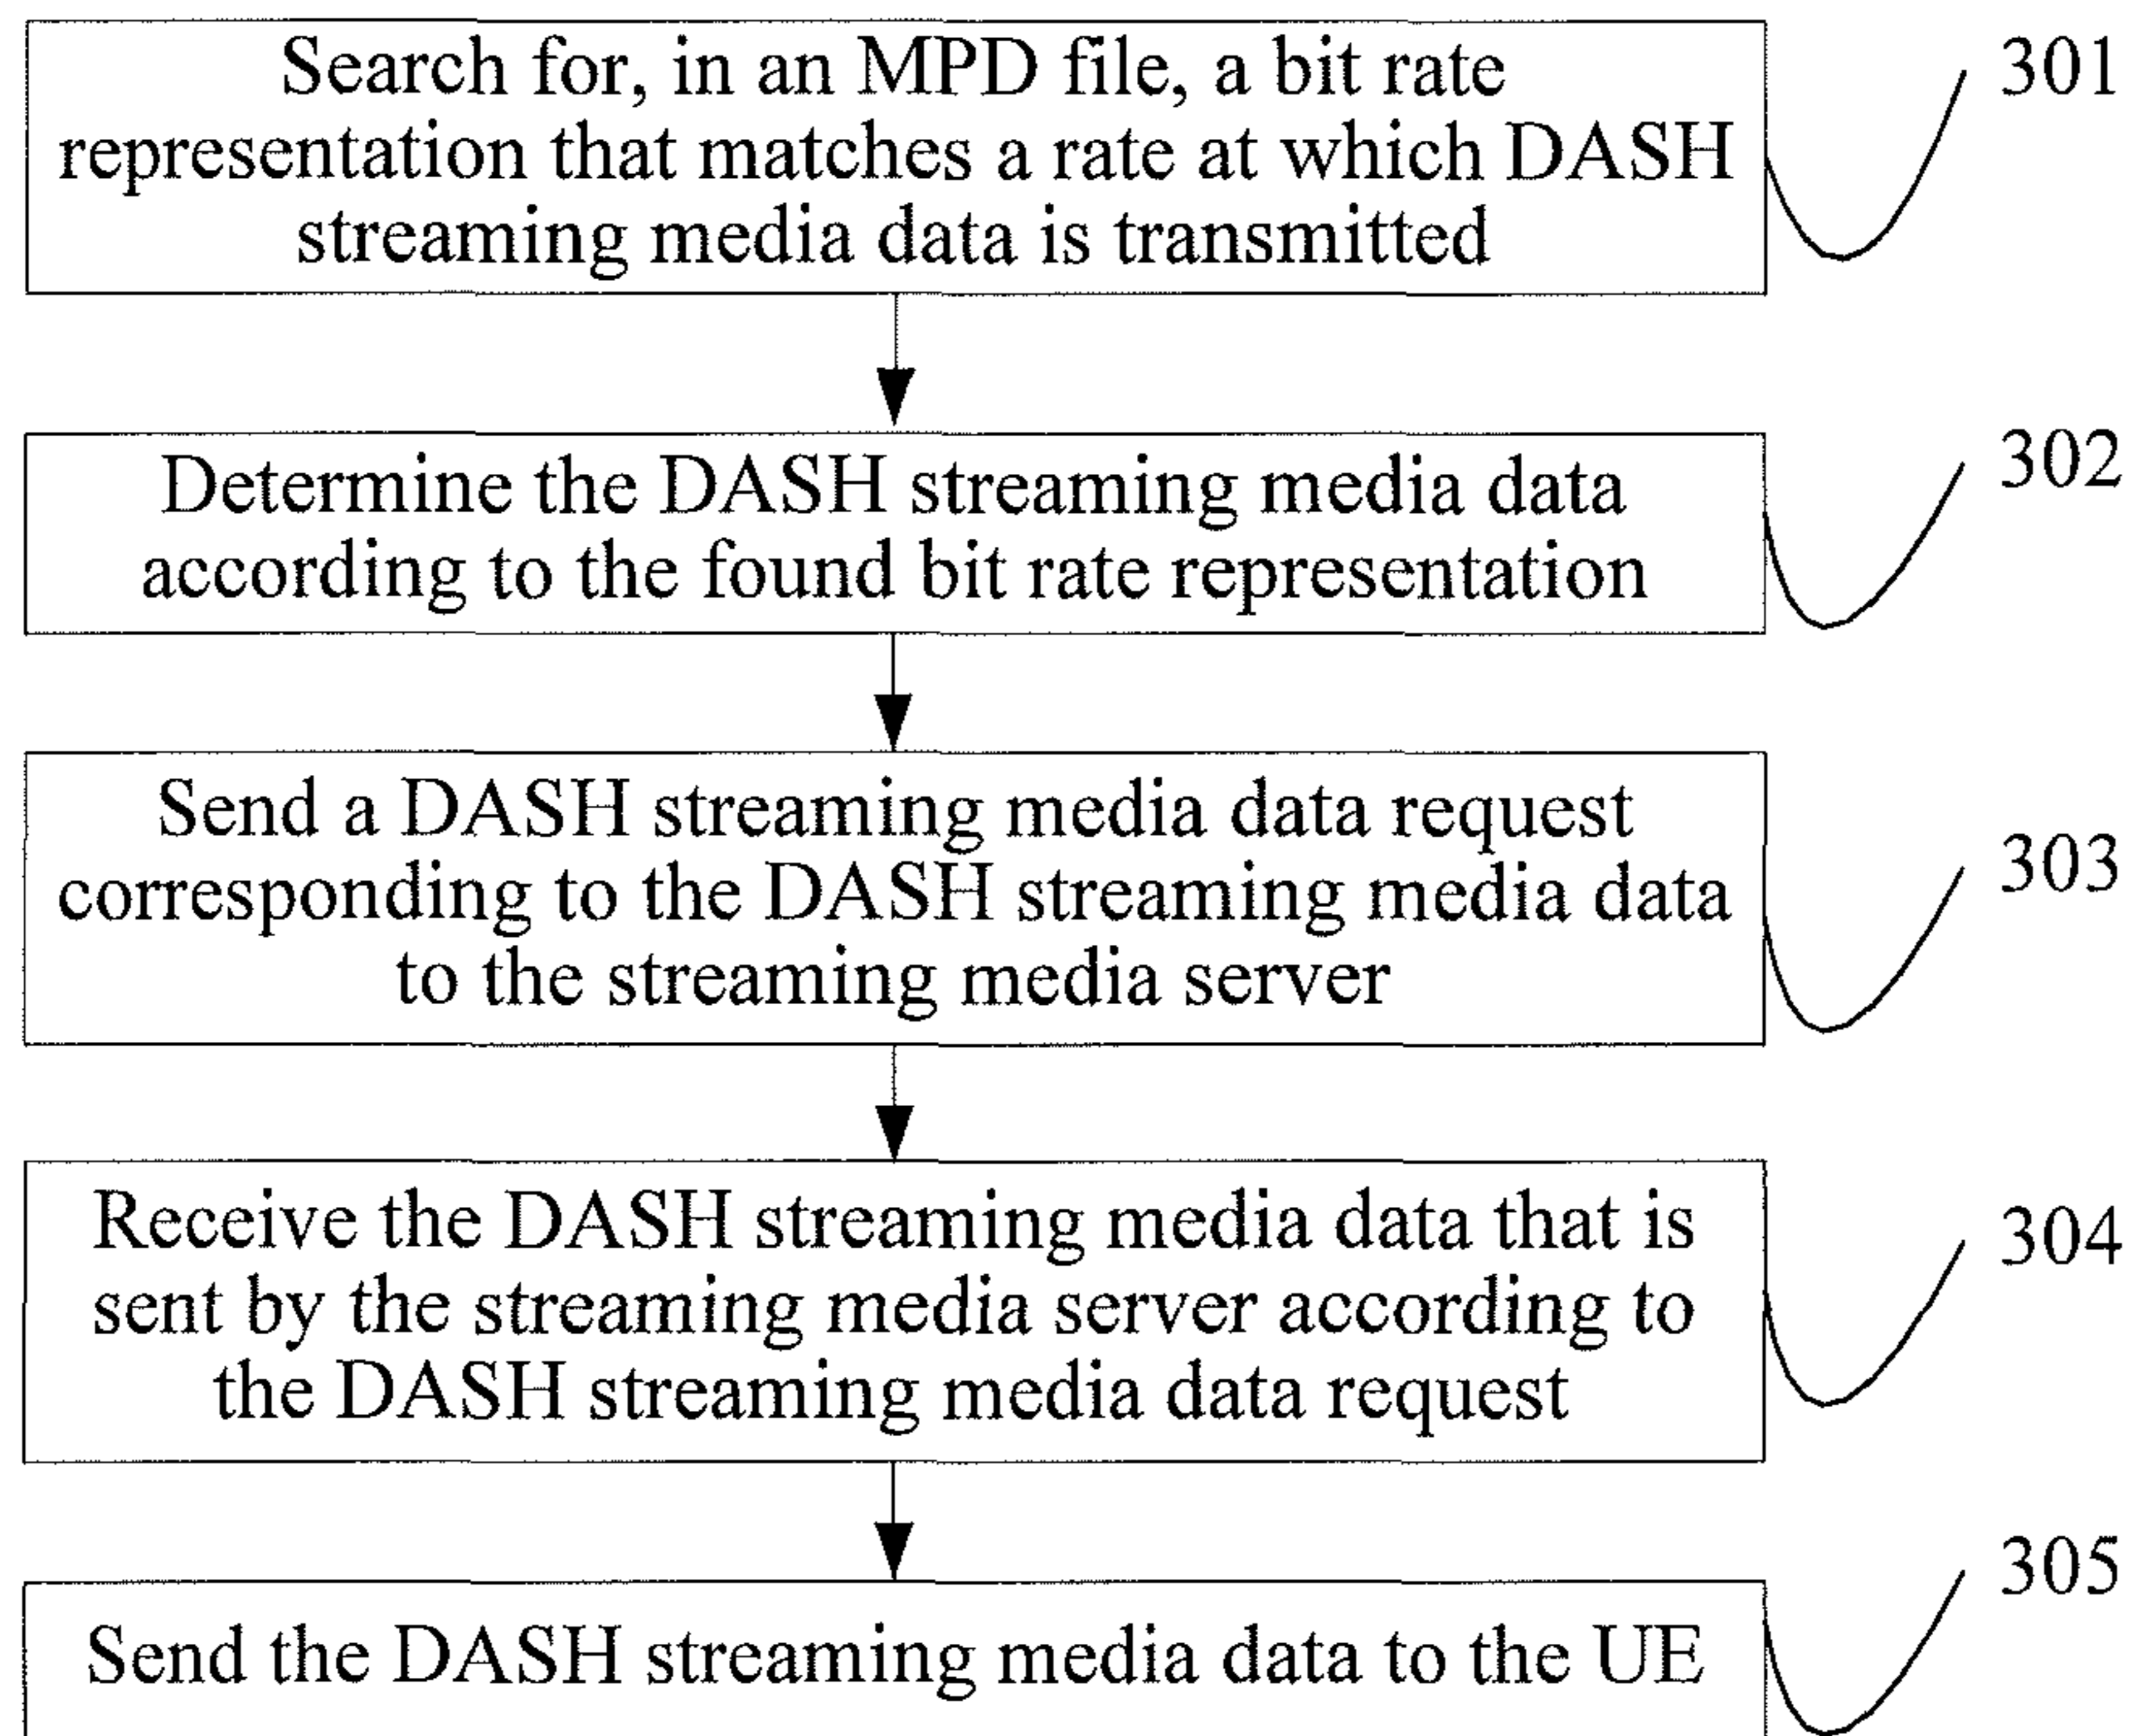 Search for, in an MPD file, a bit rate
representation that matches a rate at which DASH
streaming media data is transmitted
301
Determine the DASH streaming media data
according to the found bit rate representation
302
Send a DASH streaming media data request
corresponding to the DASH streaming media data
to the streaming media server
303
Receive the DASH streaming media data that is
sent by the streaming media server according to
the DASH streaming media data request
304
Send the DASH streaming media data to the UE
305